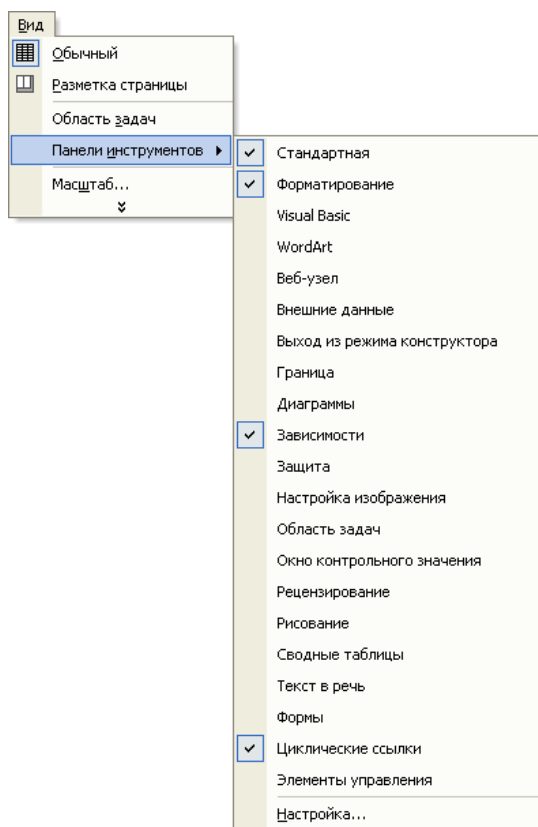 Вид
Обычный
Разметка страницы
Область задач
Панели инструментов
Масштаб...
Стандартная
Форматирование
Visual Basic
WordArt
Веб-узел
Внешние данные
Выход из режима конструктора
Граница
Диаграммы
Зависимости
Защита
Настройка изображения
Область задач
Окно контрольного значения
Рецензирование
Рисование
Сводные таблицы
Текст в речь
Формы
Циклические ссылки
Элементы управления
Настройка...